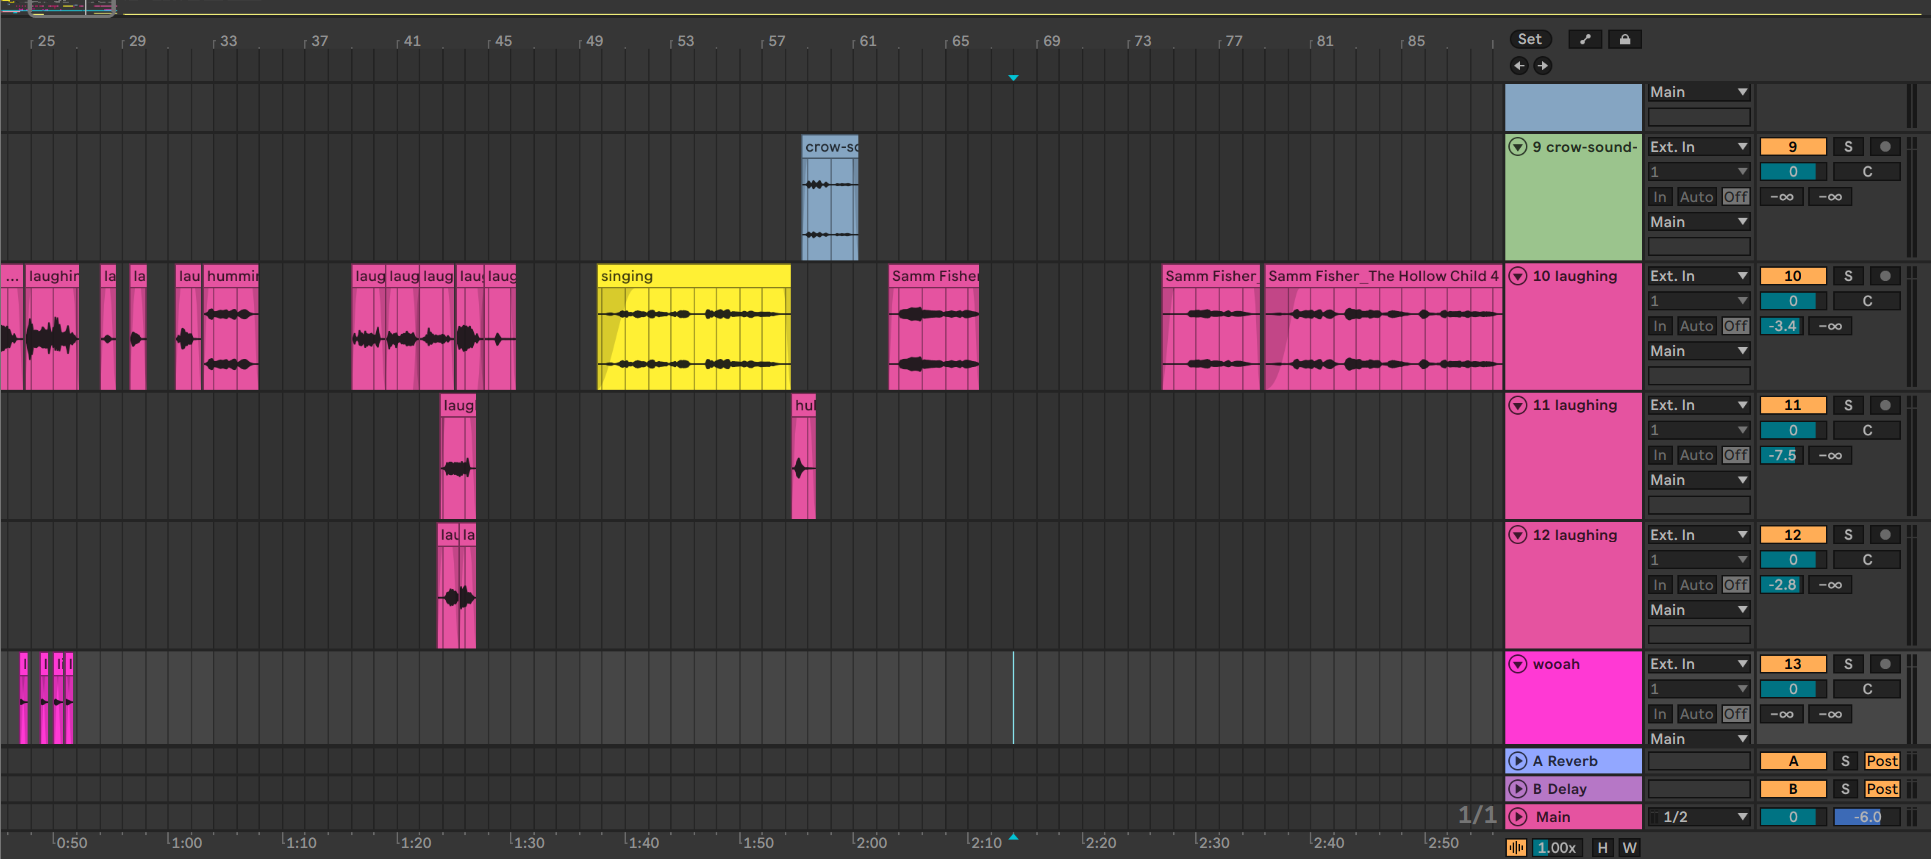 25 29 33 37 41 45 49 53 57 61 65 69 73 77 81 85 Set
Main
crow-so 9 crow-sound- Ext. In 9 S
1 0 C
In Auto Off -∞ -∞
Main
... laughin la la lau hummin laug laug laug laug laug singing Samm Fisher Samm Fisher_ Samm Fisher_The Hollow Child 4 10 laughing Ext. In 10 S
1 0 C
In Auto Off -3.4 -∞
Main
laug hul 11 laughing Ext. In 11 S
1 0 C
In Auto Off -7.5 -∞
Main
lau la 12 laughing Ext. In 12 S
1 0 C
In Auto Off -2.8 -∞
Main
wooah Ext. In 13 S
1 0 C
In Auto Off -∞ -∞
Main
A Reverb A S Post
B Delay B S Post
1/1 Main 1/2 0 -6.0
0:50 1:00 1:10 1:20 1:30 1:40 1:50 2:00 2:10 2:20 2:30 2:40 2:50 1.00x H W